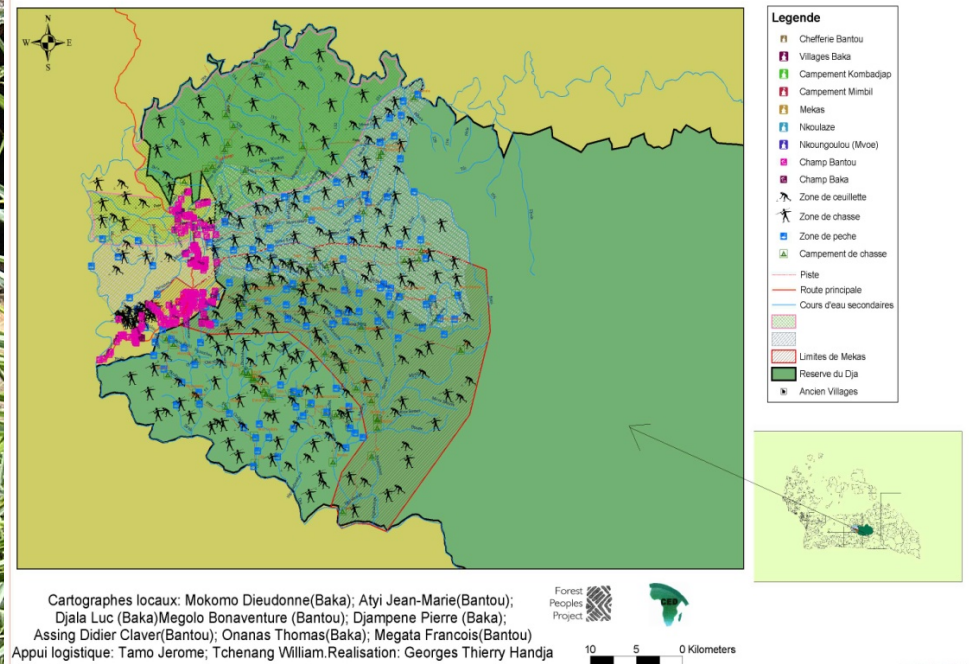 N
W E
S
Legende
Chefferie Bantou
Villages Baka
Campement Kombadjap
Campement Mimbil
Mekas
Nkoulaze
Nkoungoulou (Mvoe)
Champ Bantou
Champ Baka
Zone de cœuillette
Zone de chasse
Zone de peche
Campement de chasse
Piste
Route principale
Cours d'eau secondaires
Limites de Mekas
Reserve du Dja
Ancien Villages
Cartographes locaux: Mokomo Dieudonne(Baka); Atyi Jean-Marie(Bantou);
Djala Luc (Baka)Megolo Bonaventure (Bantou); Djampene Pierre (Baka);
Assing Didier Claver(Bantou); Onanas Thomas(Baka); Megata Francois(Bantou)
Appui logistique: Tamo Jerome; Tchenang William.Realisation: Georges Thierry Handja
Forest
Peoples
Project
CED
10 5 0 Kilometers